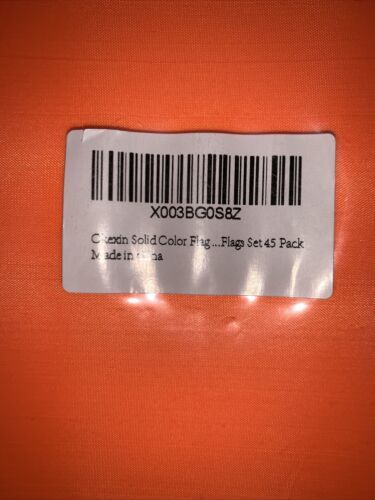 X003BG0S8Z
Solid Color Flag ...Flags Set 45 Pack
Made in